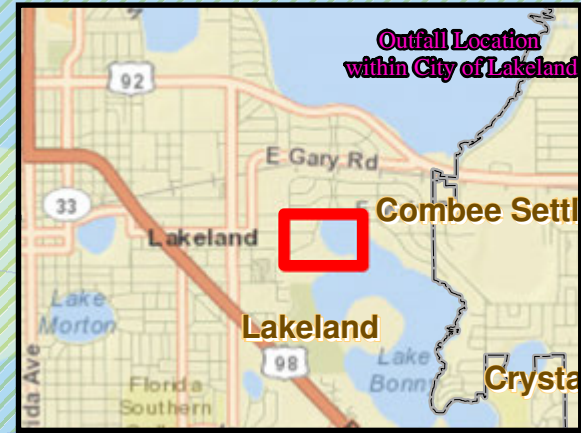 Outfall Location
within City of Lakeland
92
E Gary Rd
33
Combee Settl
Lakeland
Lake
Morton
Lakeland
98
Lake
Bonny
Crysta
ida Ave
Florida
Southern